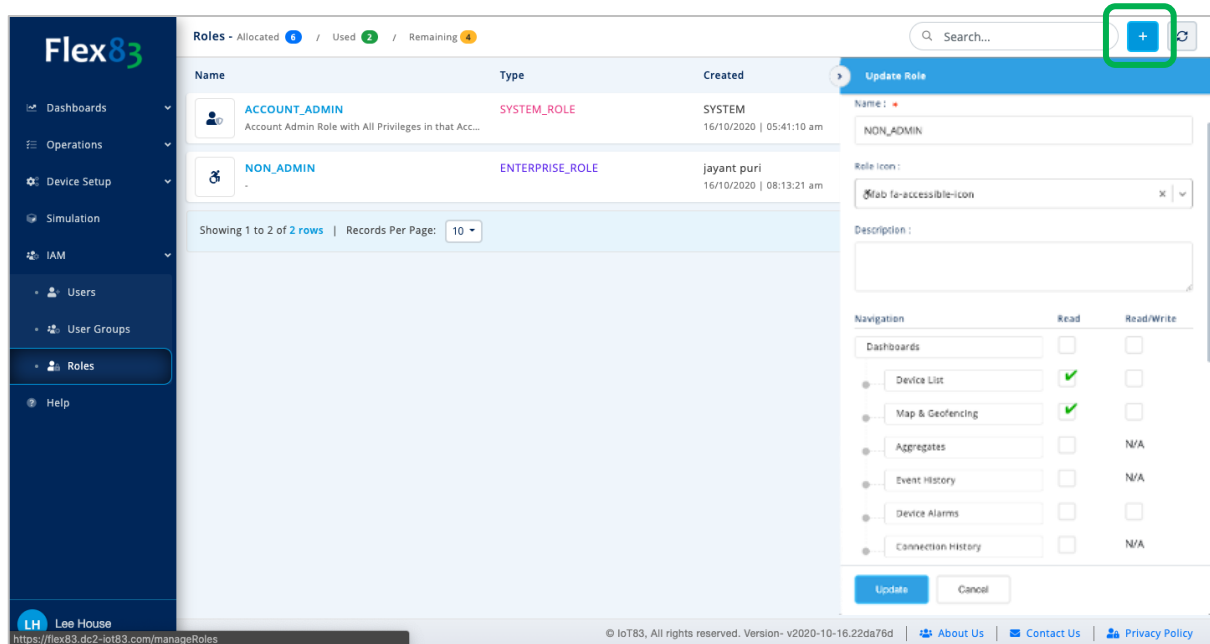 Flex83
Dashboards
Operations
Device Setup
Simulation
IAM
Users
User Groups
Roles
Help
LH Lee House
https://flex83.dc2-iot83.com/manageRoles
Roles - Allocated 6 / Used 2 / Remaining 4
Search...
+
Name Type Created
ACCOUNT_ADMIN SYSTEM_ROLE SYSTEM
Account Admin Role with All Privileges in that Acc... 16/10/2020 | 05:41:10 am
NON_ADMIN ENTERPRISE_ROLE jayant puri
- 16/10/2020 | 08:13:21 am
Showing 1 to 2 of 2 rows | Records Per Page: 10
Update Role
Name :
NON_ADMIN
Role Icon :
fab fa-accessible-icon
Description :
Navigation Read Read/Write
Dashboards
Device List
Map & Geofencing
Aggregates N/A
Event History N/A
Device Alarms
Connection History N/A
Update Cancel
© IoT83, All rights reserved. Version- v2020-10-16.22da76d | About Us | Contact Us | Privacy Policy